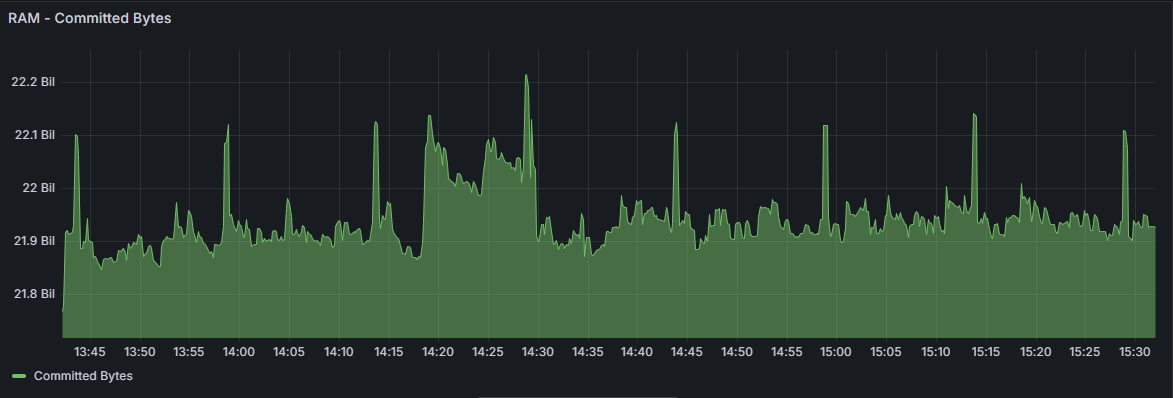 RAM - Committed Bytes
22.2 Bil
22.1 Bil
22 Bil
21.9 Bil
21.8 Bil
13:45 13:50 13:55 14:00 14:05 14:10 14:15 14:20 14:25 14:30 14:35 14:40 14:45 14:50 14:55 15:00 15:05 15:10 15:15 15:20 15:25 15:30
Committed Bytes